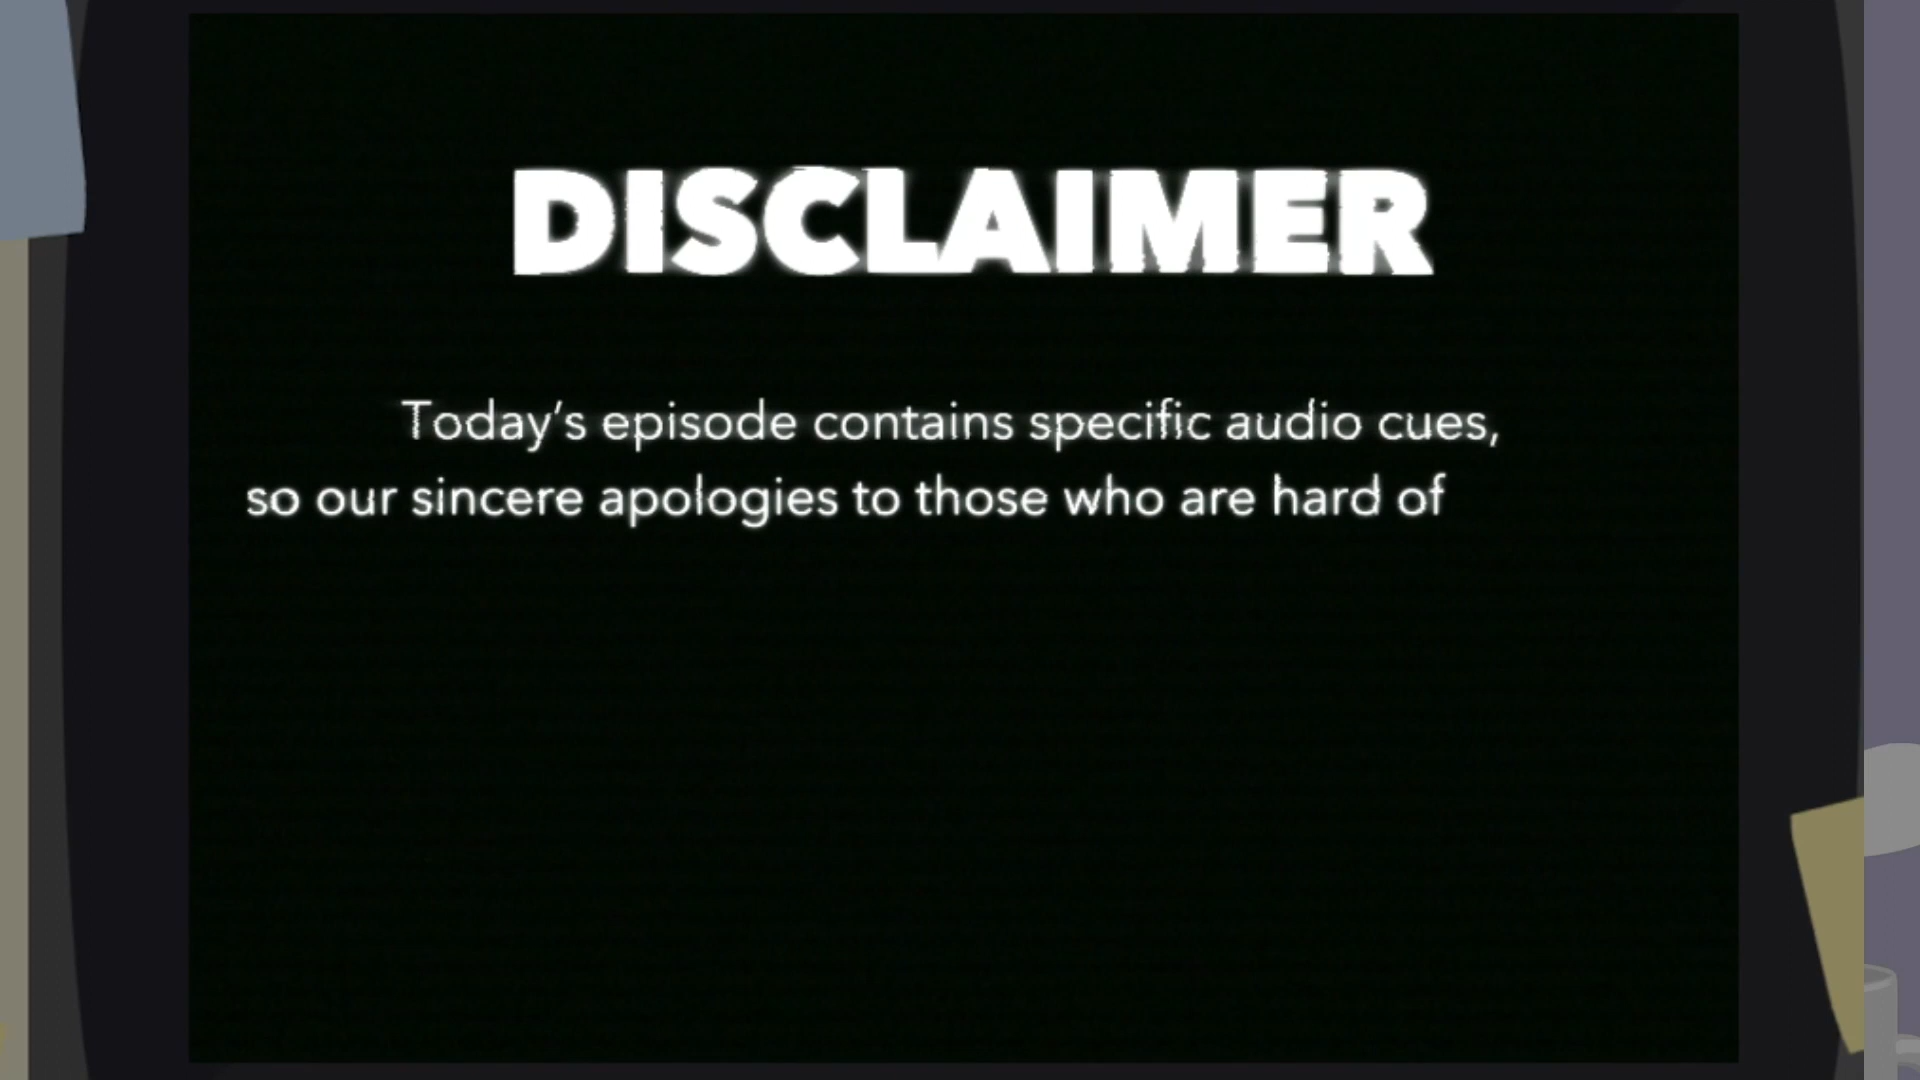 DISCLAIMER
Today’s episode contains specific audio cues,
so our sincere apologies to those who are hard of